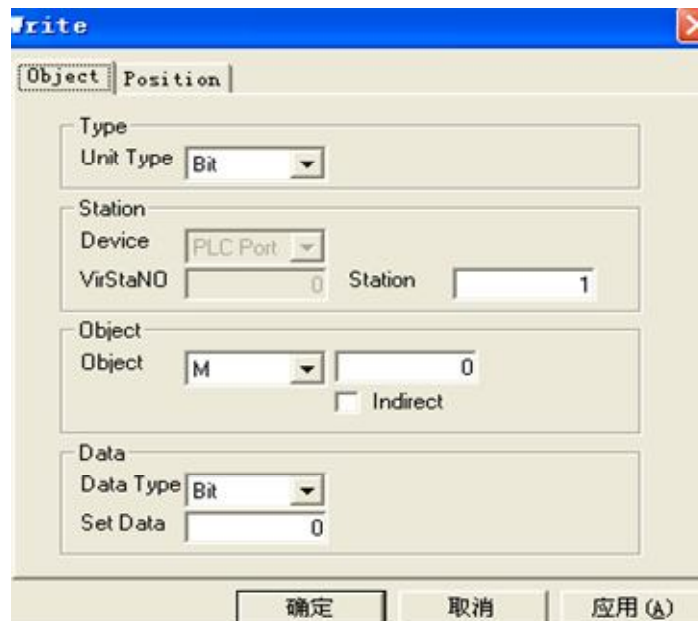 Write
Object Position
Type
Unit Type Bit
Station
Device PLC Port
VirStaNO 0 Station 1
Object
Object M 0
Indirect
Data
Data Type Bit
Set Data 0
确定 取消 应用(A)